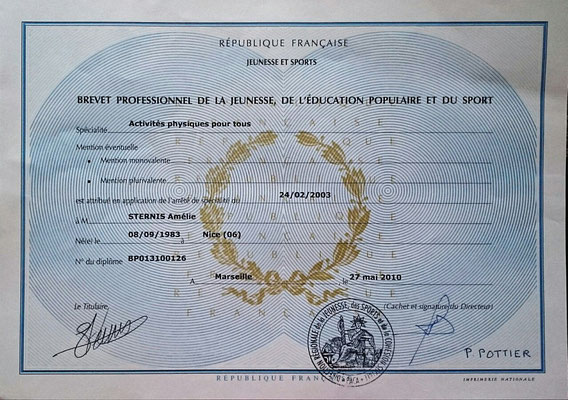 RÉPUBLIQUE FRANÇAISE
JEUNESSE ET SPORTS
BREVET PROFESSIONNEL DE LA JEUNESSE, DE L'ÉDUCATION POPULAIRE ET DU SPORT
Spécialité Activités physiques pour tous
Mention éventuelle
• Mention monovalente
• Mention plurivalente
est attribué en application de l'arrêté de spécialité du 24/02/2003
à M STERNIS Amélie
Né(e) le 08/09/1983 à Nice (06)
N° du diplôme BP013100126
A Marseille le 27 mai 2010
Le Titulaire, (Cachet et signature du Directeur)
P. POTTIER
RÉPUBLIQUE FRANÇAISE
IMPRIMERIE NATIONALE